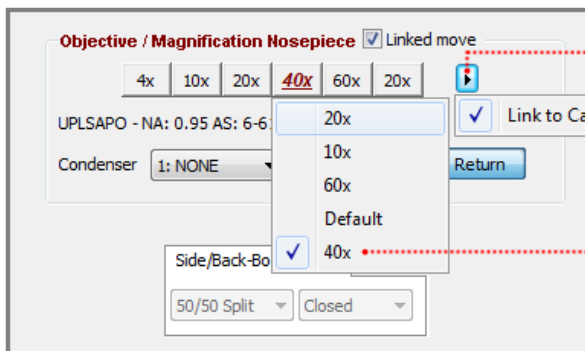 Objective / Magnification Nosepiece Linked move
4x 10x 20x 40x 60x 20x
UPLSAPO - NA: 0.95 AS: 6-6
20x
Link to Ca
10x
Condenser 1: NONE
60x
Return
Default
40x
Side/Back-Bo
50/50 Split Closed